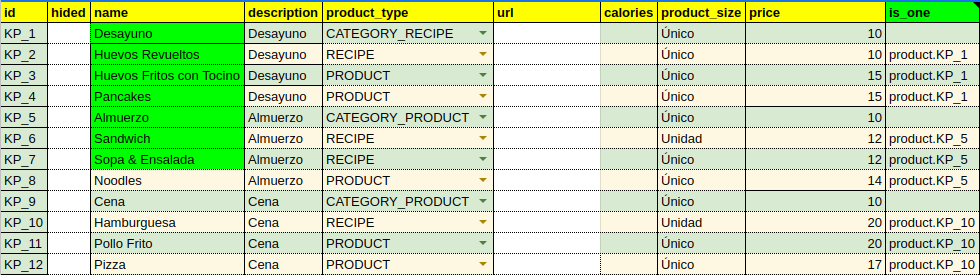 id hided name description product_type url calories product_size price is_one
KP_1 Desayuno Desayuno CATEGORY_RECIPE Único 10
KP_2 Huevos Revueltos Desayuno RECIPE Único 10 product.KP_1
KP_3 Huevos Fritos con Tocino Desayuno PRODUCT Único 15 product.KP_1
KP_4 Pancakes Desayuno PRODUCT Único 15 product.KP_1
KP_5 Almuerzo Almuerzo CATEGORY_PRODUCT Único 10
KP_6 Sandwich Almuerzo RECIPE Unidad 12 product.KP_5
KP_7 Sopa & Ensalada Almuerzo RECIPE Único 12 product.KP_5
KP_8 Noodles Almuerzo PRODUCT Único 14 product.KP_5
KP_9 Cena Cena CATEGORY_PRODUCT Único 10
KP_10 Hamburguesa Cena RECIPE Unidad 20 product.KP_10
KP_11 Pollo Frito Cena PRODUCT Único 20 product.KP_10
KP_12 Pizza Cena PRODUCT Único 17 product.KP_10